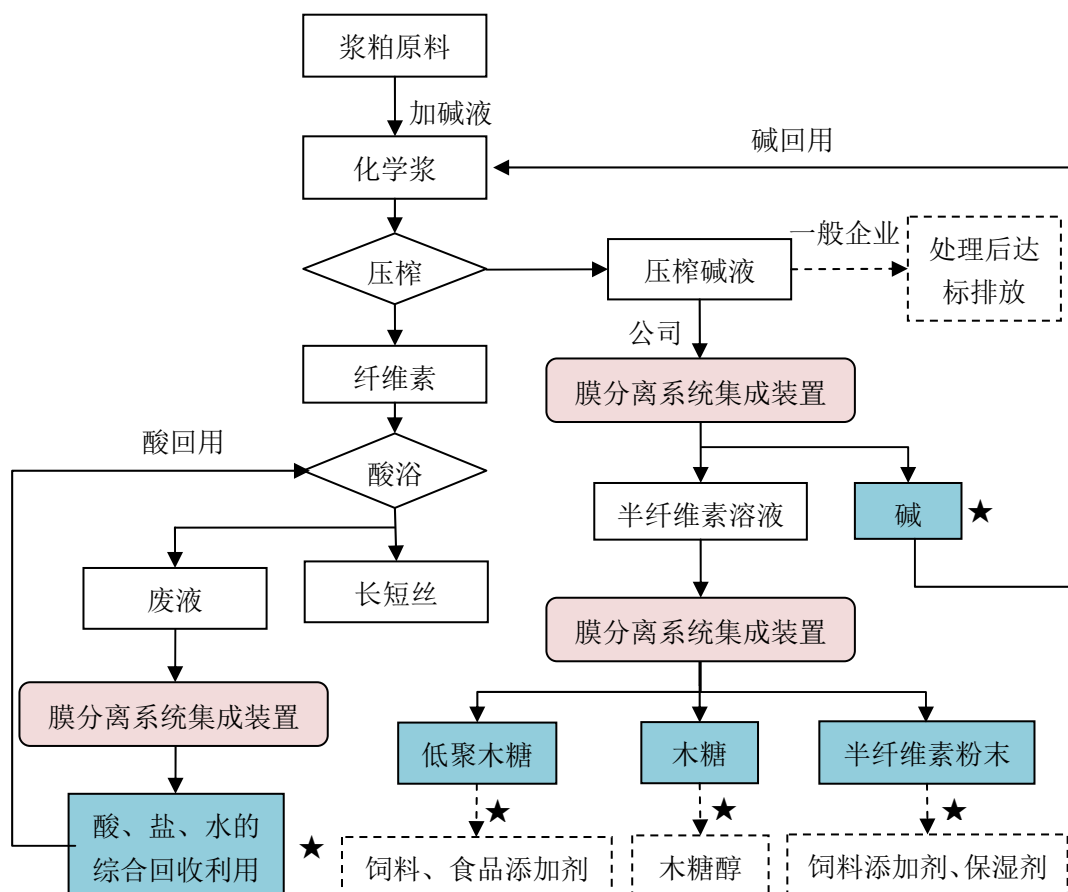 浆粕原料
加碱液
碱回用
化学浆
一般企业
压榨
压榨碱液
处理后达
标排放
公司
纤维素
膜分离系统集成装置
酸回用
酸浴
半纤维素溶液
碱
★
废液
长短丝
膜分离系统集成装置
膜分离系统集成装置
低聚木糖
木糖
半纤维素粉末
★
★
★
酸、盐、水的
综合回收利用
★
饲料、食品添加剂
木糖醇
饲料添加剂、保湿剂